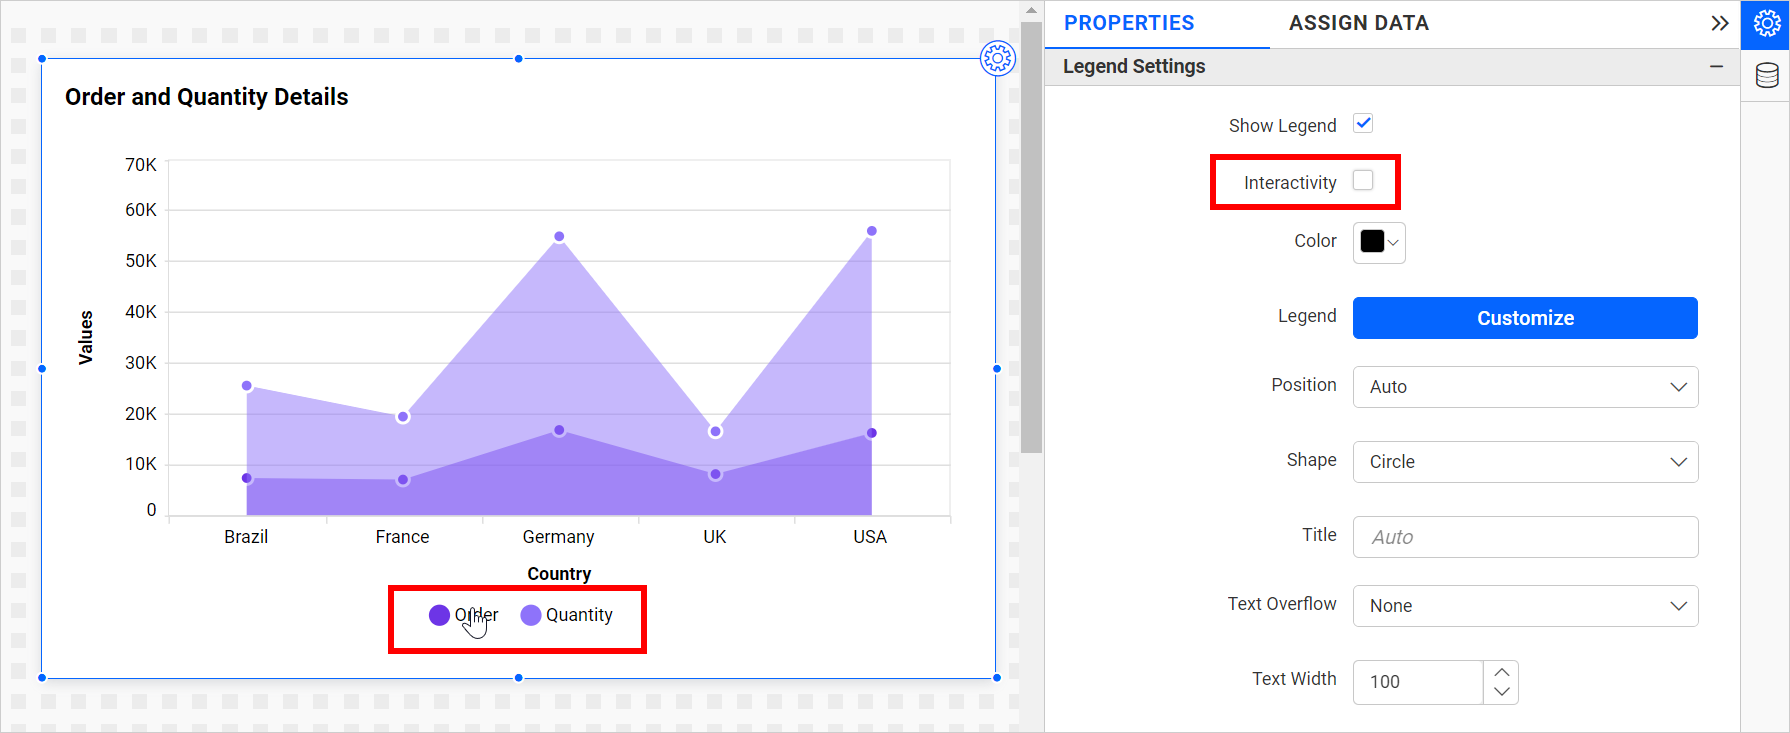 Order and Quantity Details
70K
60K
50K
40K
30K
20K
10K
0
Values
Brazil France Germany UK USA
Country
Order Quantity
PROPERTIES ASSIGN DATA
Legend Settings
Show Legend
Interactivity
Color
Legend Customize
Position Auto
Shape Circle
Title Auto
Text Overflow None
Text Width 100